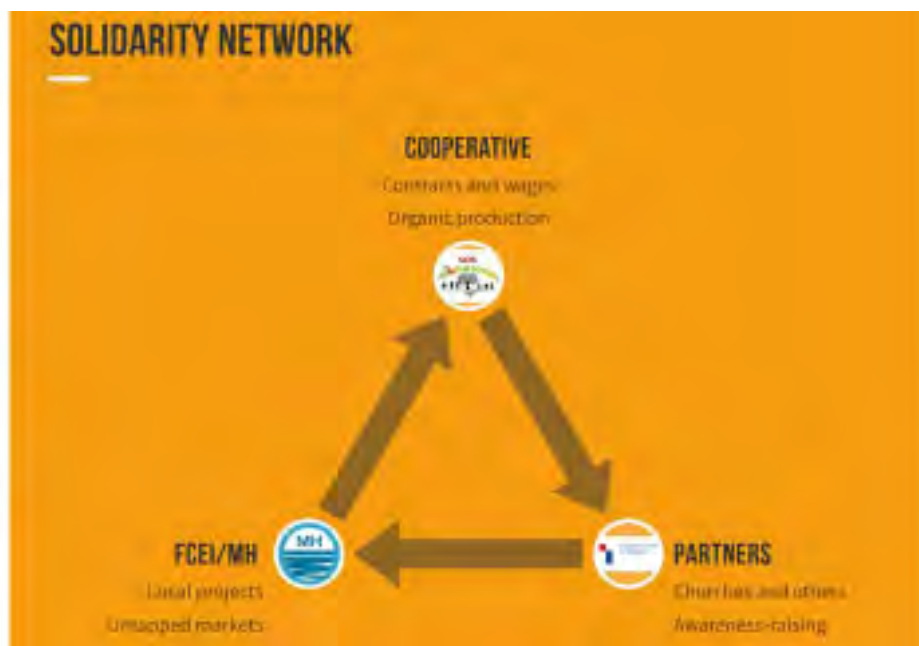 SOLIDARITY NETWORK
COOPERATIVE
Contracts and wages
Organic production
MH
FCEI/MH
Local projects
Untapped markets
PARTNERS
Churches and others
Awareness-raising